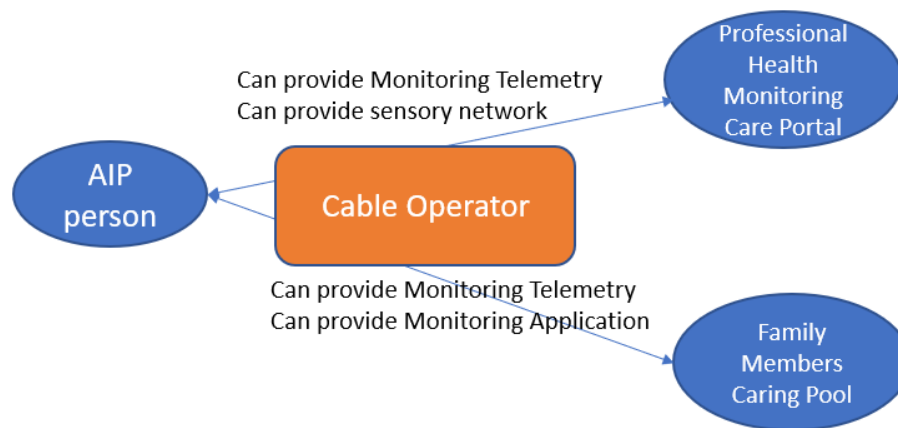 Professional
Health
Monitoring
Care Portal
Can provide Monitoring Telemetry
Can provide sensory network
AIP
person
Cable Operator
Can provide Monitoring Telemetry
Can provide Monitoring Application
Family
Members
Caring Pool